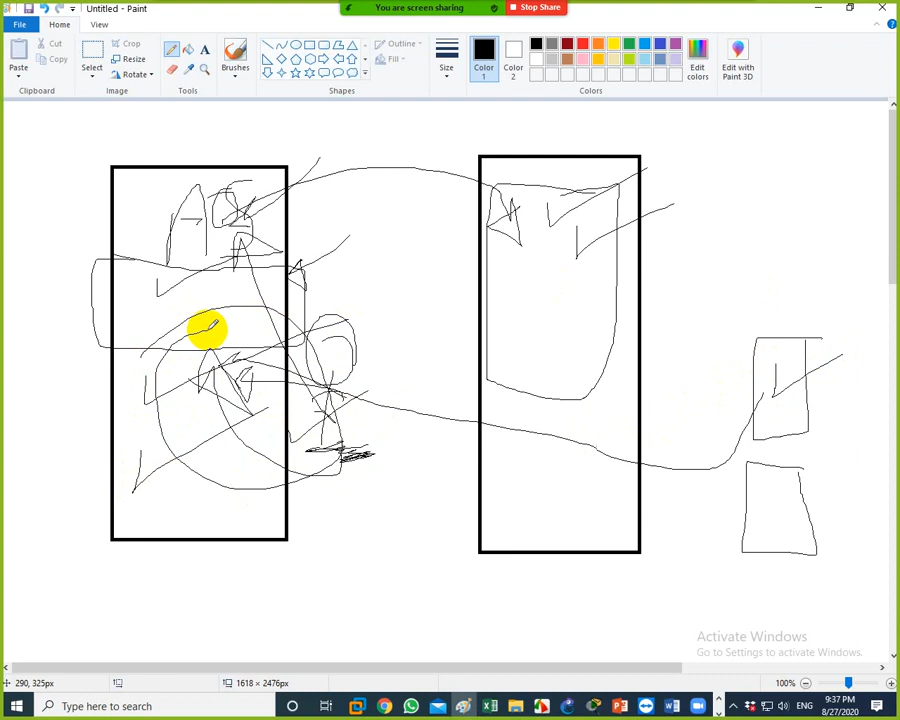 Untitled - Paint
You are screen sharing
Stop Share
File
Home
View
Paste
Cut
Copy
Clipboard
Select
Crop
Resize
Rotate
Image
A
Tools
Brushes
Shapes
Outline
Fill
Size
Color
1
Color
2
Colors
Edit
colors
Edit with
Paint 3D
Activate Windows
Go to Settings to activate Windows.
290, 325px
1618 × 2476px
100%
Type here to search
9:37 PM
8/27/2020